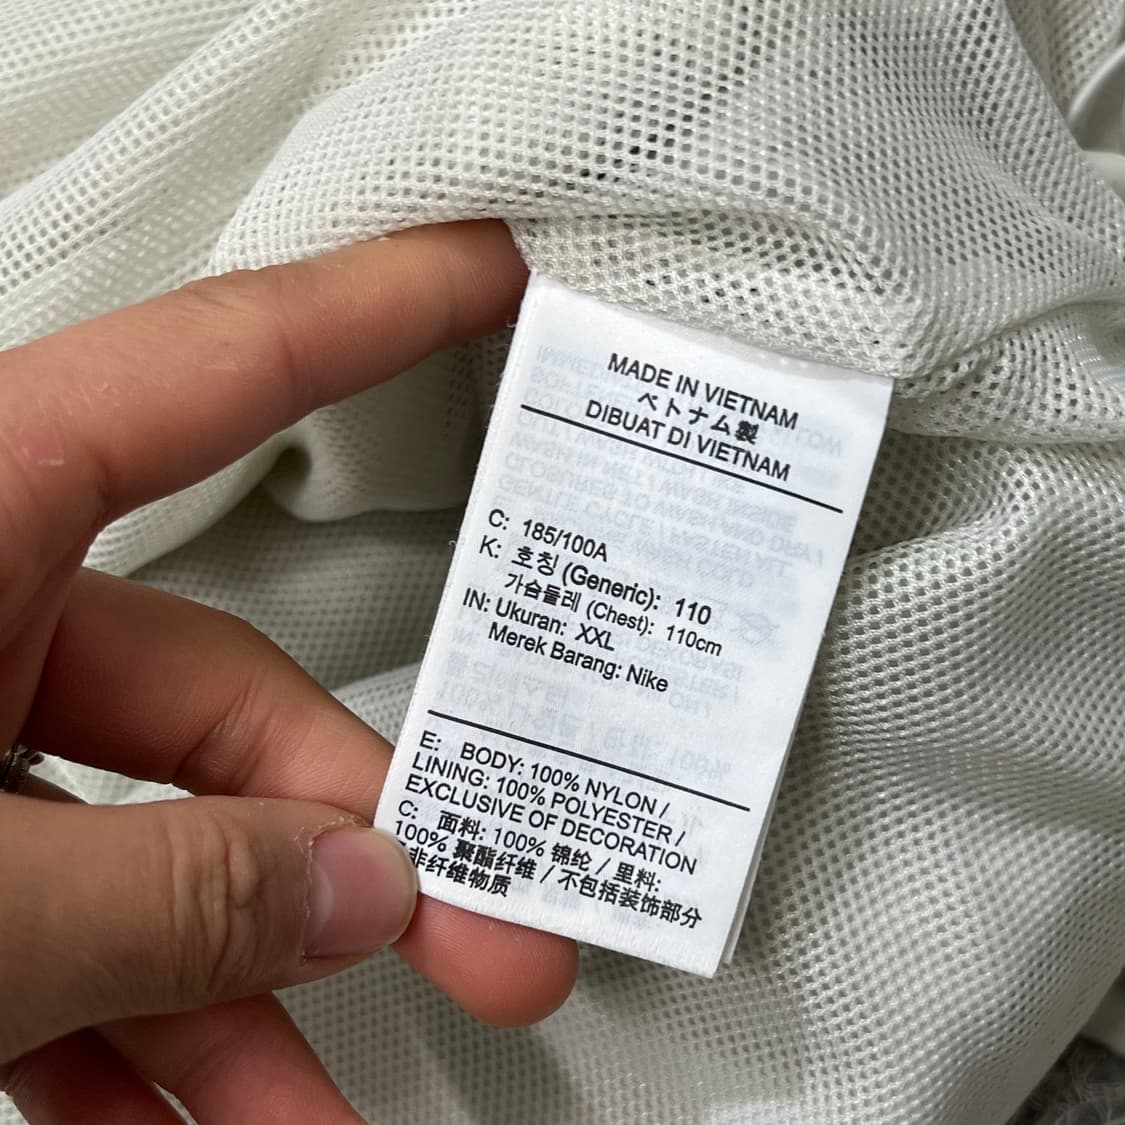 MADE IN VIETNAM
ベトナム製
DIBUAT DI VIETNAM
C: 185/100A
K: 호칭 (Generic): 110
가슴둘레 (Chest): 110cm
IN: Ukuran: XXL
Merek Barang: Nike
E: BODY: 100% NYLON /
LINING: 100% POLYESTER /
EXCLUSIVE OF DECORATION
C: 面料: 100% 锦纶 / 里料:
100% 聚酯纤维 / 不包括装饰部分
非纤维物质